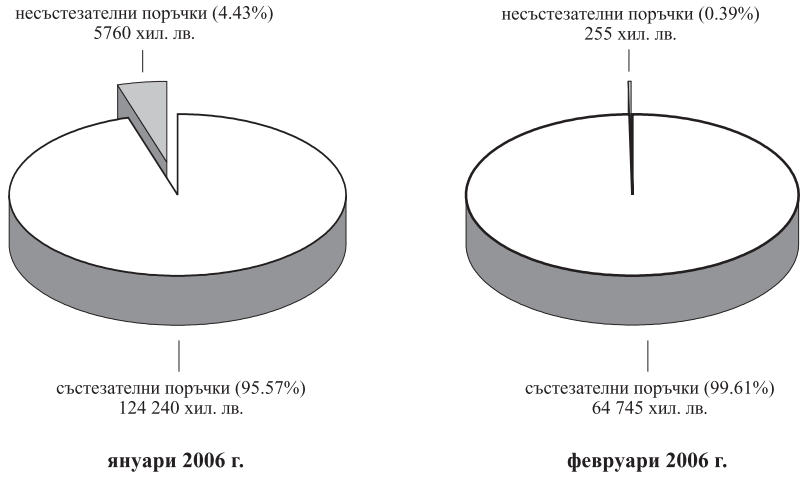 несъстезателни поръчки (4.43%)
5760 хил. лв.
състезателни поръчки (95.57%)
124 240 хил. лв.
януари 2006 г.
несъстезателни поръчки (0.39%)
255 хил. лв.
състезателни поръчки (99.61%)
64 745 хил. лв.
февруари 2006 г.